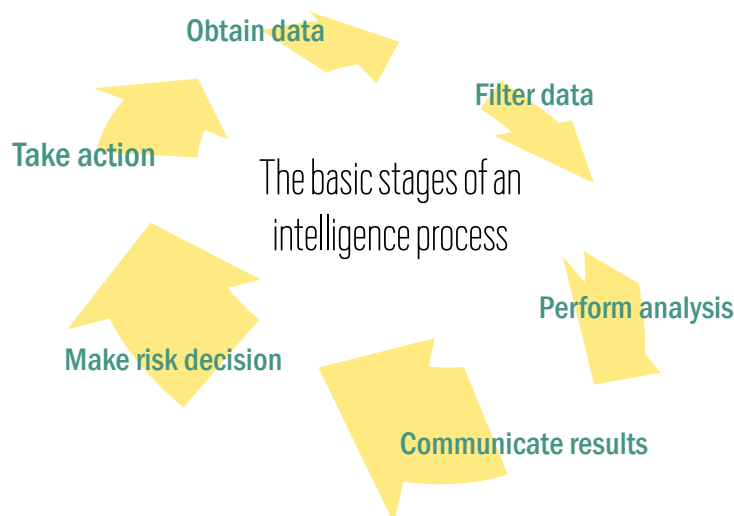 Obtain data
Filter data
Take action
The basic stages of an
intelligence process
Perform analysis
Make risk decision
Communicate results